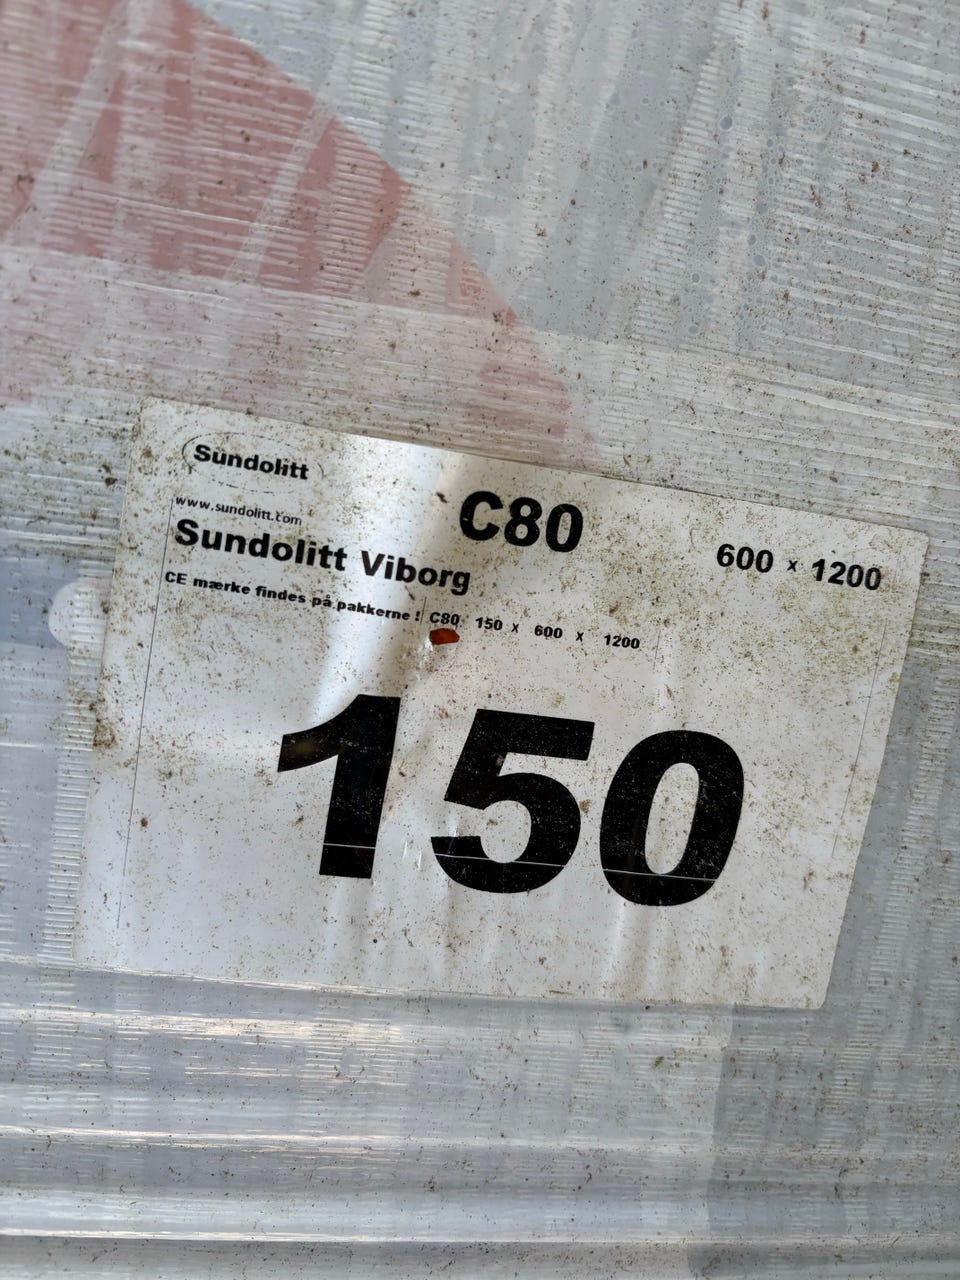 Sundolitt
C80
600 x 1200
www.sundolitt.com
Sundolitt Viborg
CE mærke findes på pakkerne ! C80 150 x 600 x 1200
150